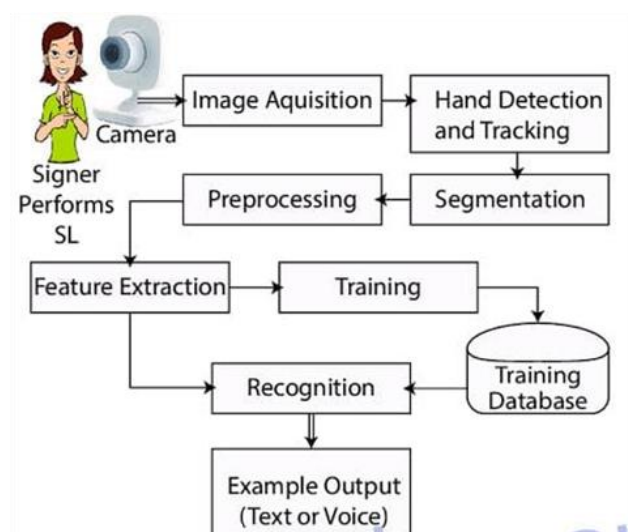 Camera
Signer
Performs
SL
Image Aquisition
Hand Detection
and Tracking
Segmentation
Preprocessing
Feature Extraction
Training
Training
Database
Recognition
Example Output
(Text or Voice)